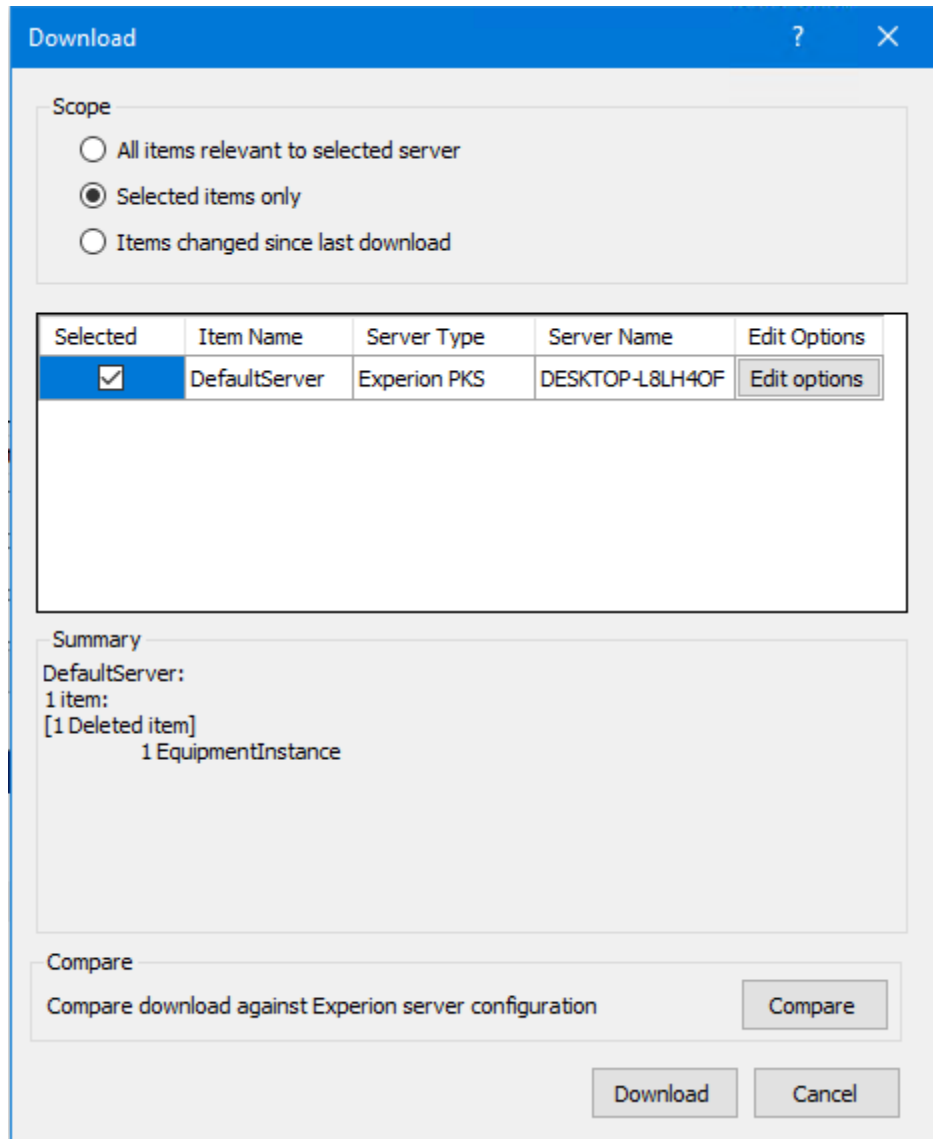 Download
?
Scope
All items relevant to selected server
Selected items only
Items changed since last download
Selected Item Name Server Type Server Name Edit Options
DefaultServer Experion PKS DESKTOP-L8LH4OF Edit options
Summary
DefaultServer:
1 item:
[1 Deleted item]
1 EquipmentInstance
Compare
Compare download against Experion server configuration Compare
Download Cancel